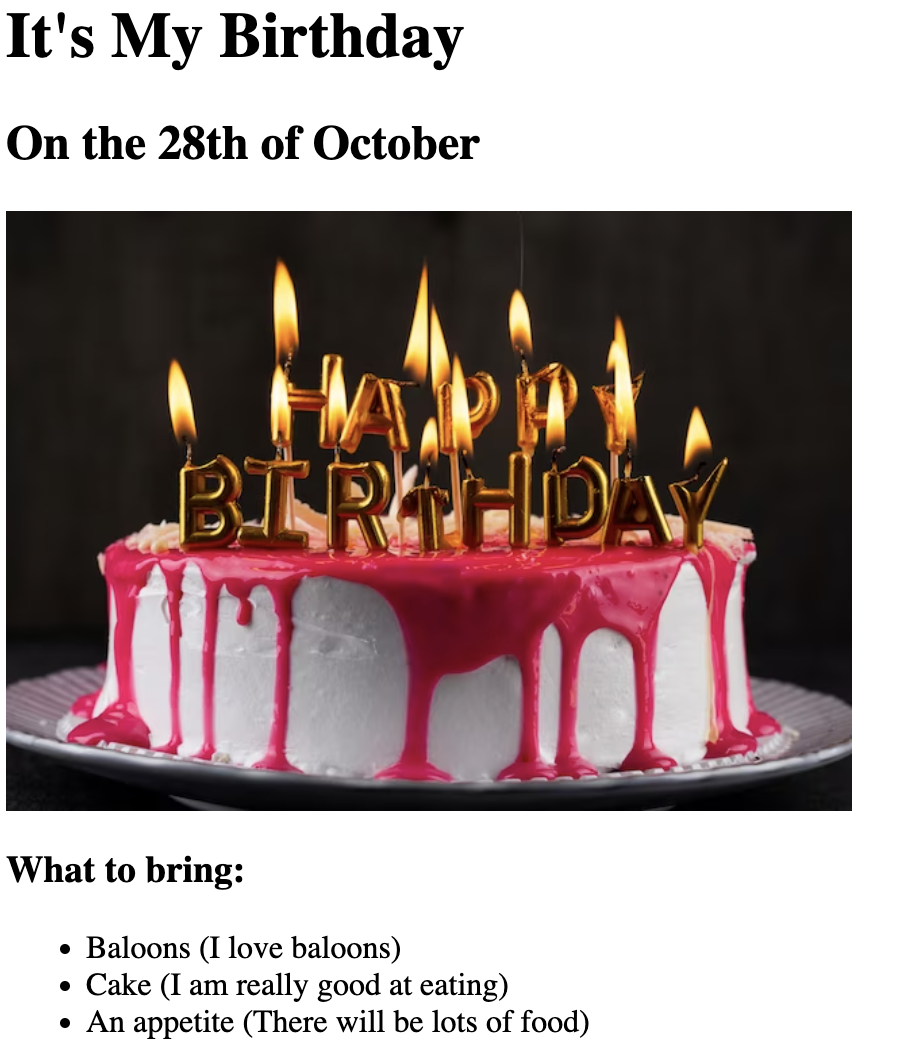 It's My Birthday
On the 28th of October
HAPPY
BIRTHDAY
What to bring:
Baloons (I love baloons)
Cake (I am really good at eating)
An appetite (There will be lots of food)